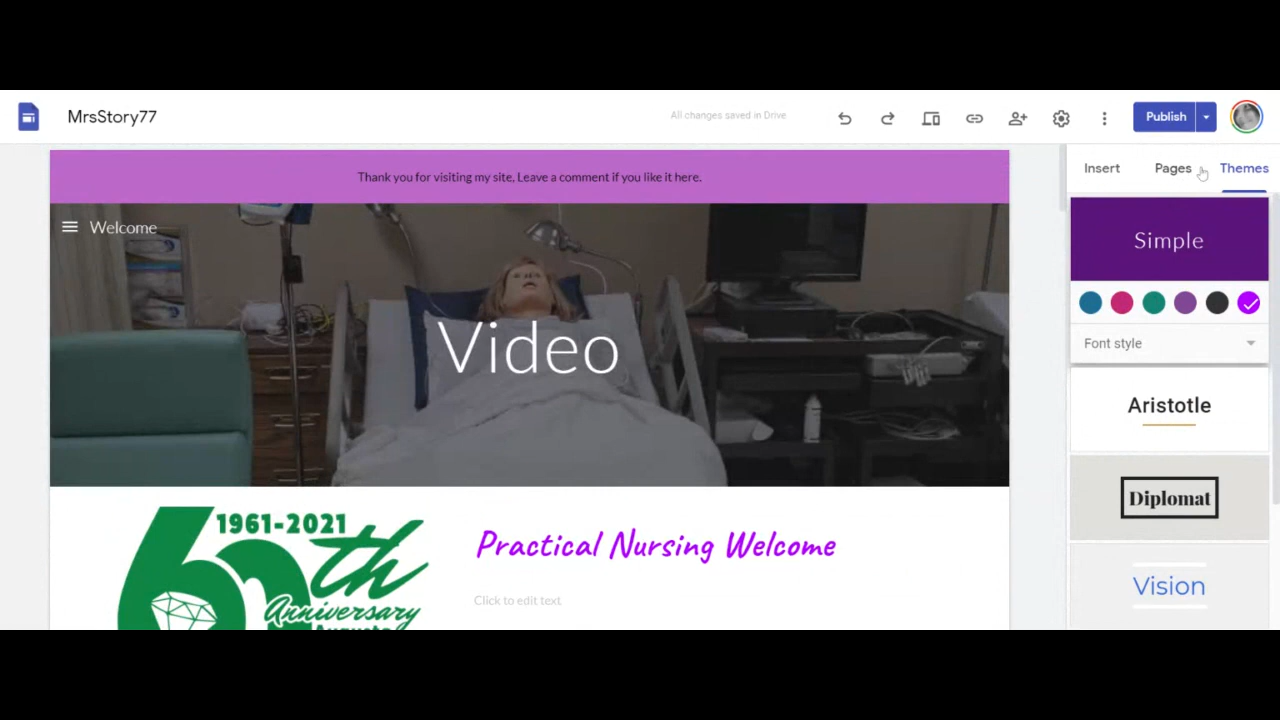 MrsStory77
All changes saved in Drive
Publish
Thank you for visiting my site, Leave a comment if you like it here.
Insert
Pages
Themes
Welcome
Video
Simple
Font style
Aristotle
Diplomat
Vision
1961-2021
60th
Anniversary
Practical Nursing Welcome
Click to edit text